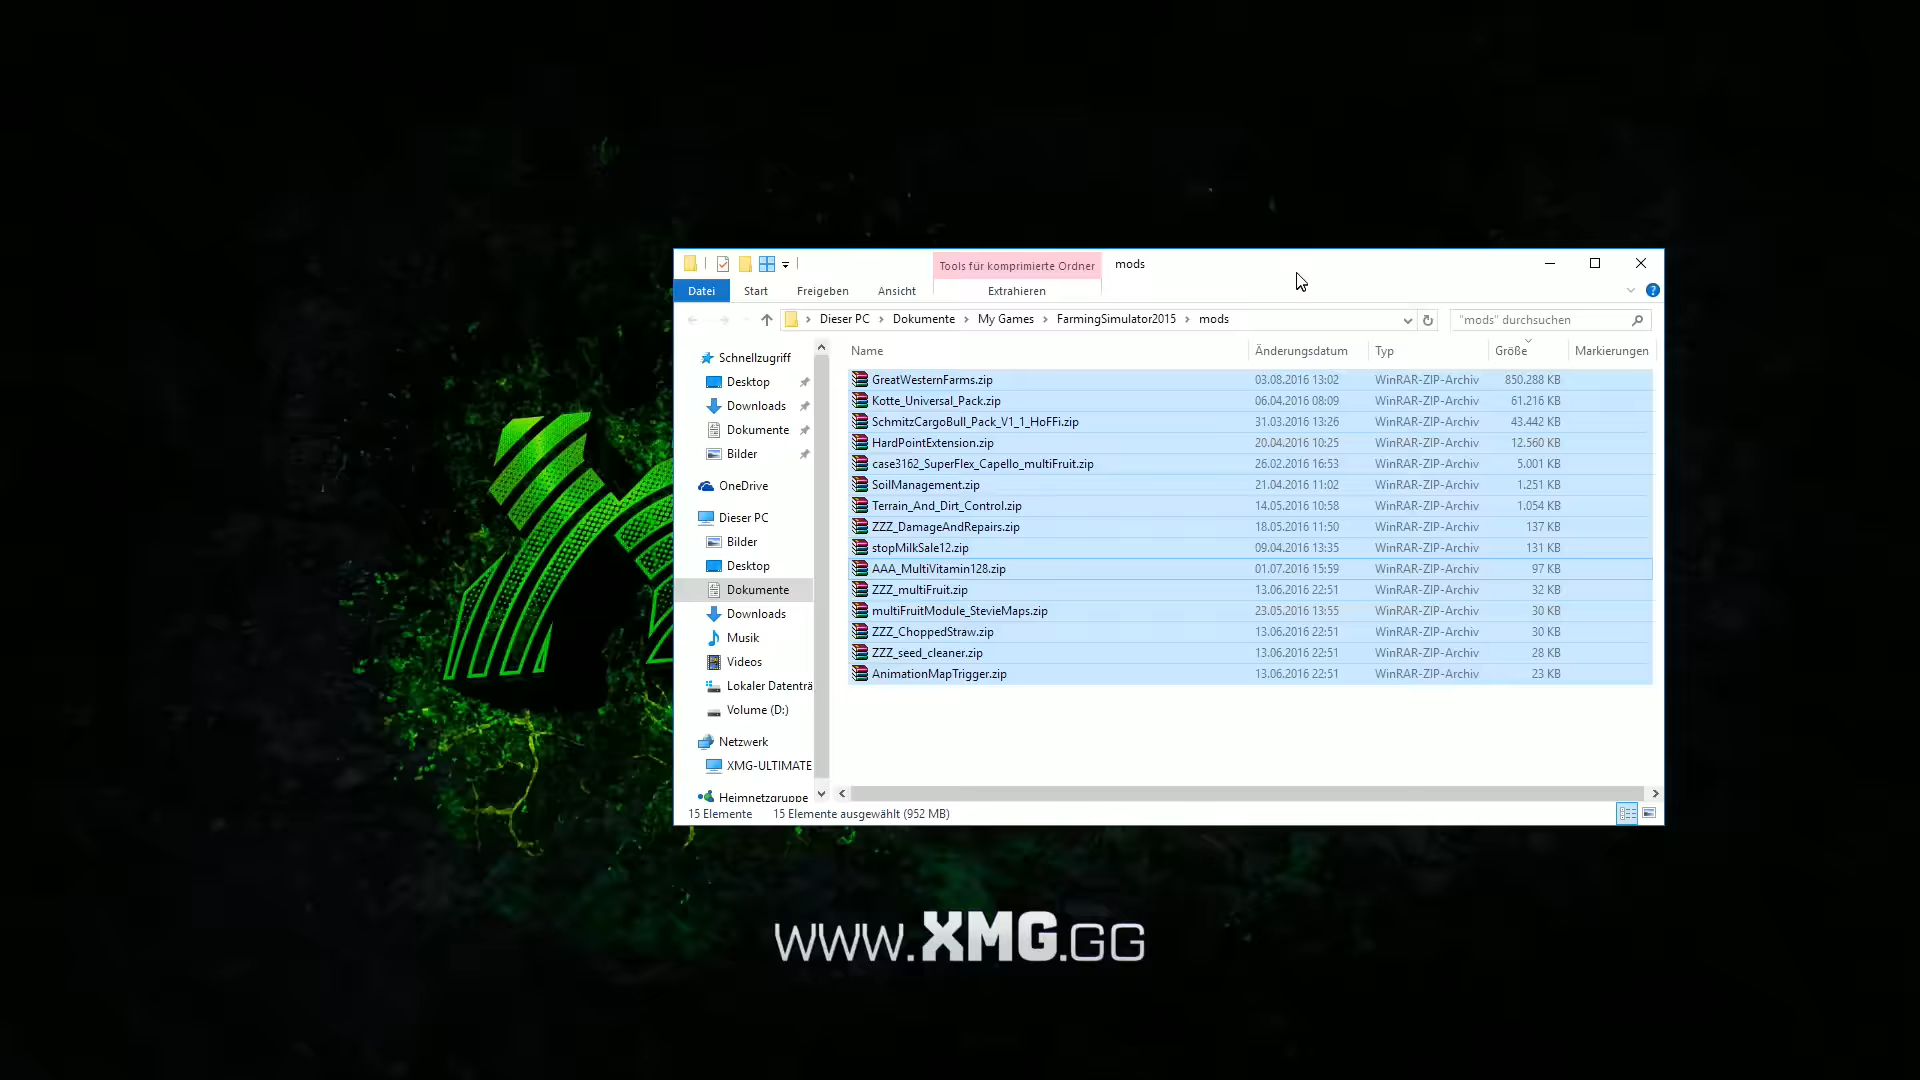 Tools für komprimierte Ordner
mods
Datei
Start
Freigeben
Ansicht
Extrahieren
Dieser PC > Dokumente > My Games > FarmingSimulator2015 > mods
"mods" durchsuchen
Name
Änderungsdatum
Typ
Größe
Markierungen
Schnellzugriff
Desktop
Downloads
Dokumente
Bilder
OneDrive
Dieser PC
Bilder
Desktop
Dokumente
Downloads
Musik
Videos
Lokaler Datenträ
Volume (D:)
Netzwerk
XMG-ULTIMATE
Heimnetzgruppe
GreatWesternFarms.zip 03.08.2016 13:02 WinRAR-ZIP-Archiv 850.288 KB
Kotte_Universal_Pack.zip 06.04.2016 08:09 WinRAR-ZIP-Archiv 61.216 KB
SchmitzCargoBull_Pack_V1_1_HoFFi.zip 31.03.2016 13:26 WinRAR-ZIP-Archiv 43.442 KB
HardPointExtension.zip 20.04.2016 10:25 WinRAR-ZIP-Archiv 12.560 KB
case3162_SuperFlex_Capello_multiFruit.zip 26.02.2016 16:53 WinRAR-ZIP-Archiv 5.001 KB
SoilManagement.zip 21.04.2016 11:02 WinRAR-ZIP-Archiv 1.251 KB
Terrain_And_Dirt_Control.zip 14.05.2016 10:58 WinRAR-ZIP-Archiv 1.054 KB
ZZZ_DamageAndRepairs.zip 18.05.2016 11:50 WinRAR-ZIP-Archiv 137 KB
stopMilkSale12.zip 09.04.2016 13:35 WinRAR-ZIP-Archiv 131 KB
AAA_MultiVitamin128.zip 01.07.2016 15:59 WinRAR-ZIP-Archiv 97 KB
ZZZ_multiFruit.zip 13.06.2016 22:51 WinRAR-ZIP-Archiv 32 KB
multiFruitModule_StevieMaps.zip 23.05.2016 13:55 WinRAR-ZIP-Archiv 30 KB
ZZZ_ChoppedStraw.zip 13.06.2016 22:51 WinRAR-ZIP-Archiv 30 KB
ZZZ_seed_cleaner.zip 13.06.2016 22:51 WinRAR-ZIP-Archiv 28 KB
AnimationMapTrigger.zip 13.06.2016 22:51 WinRAR-ZIP-Archiv 23 KB
15 Elemente
15 Elemente ausgewählt (952 MB)
WWW.XMG.GG